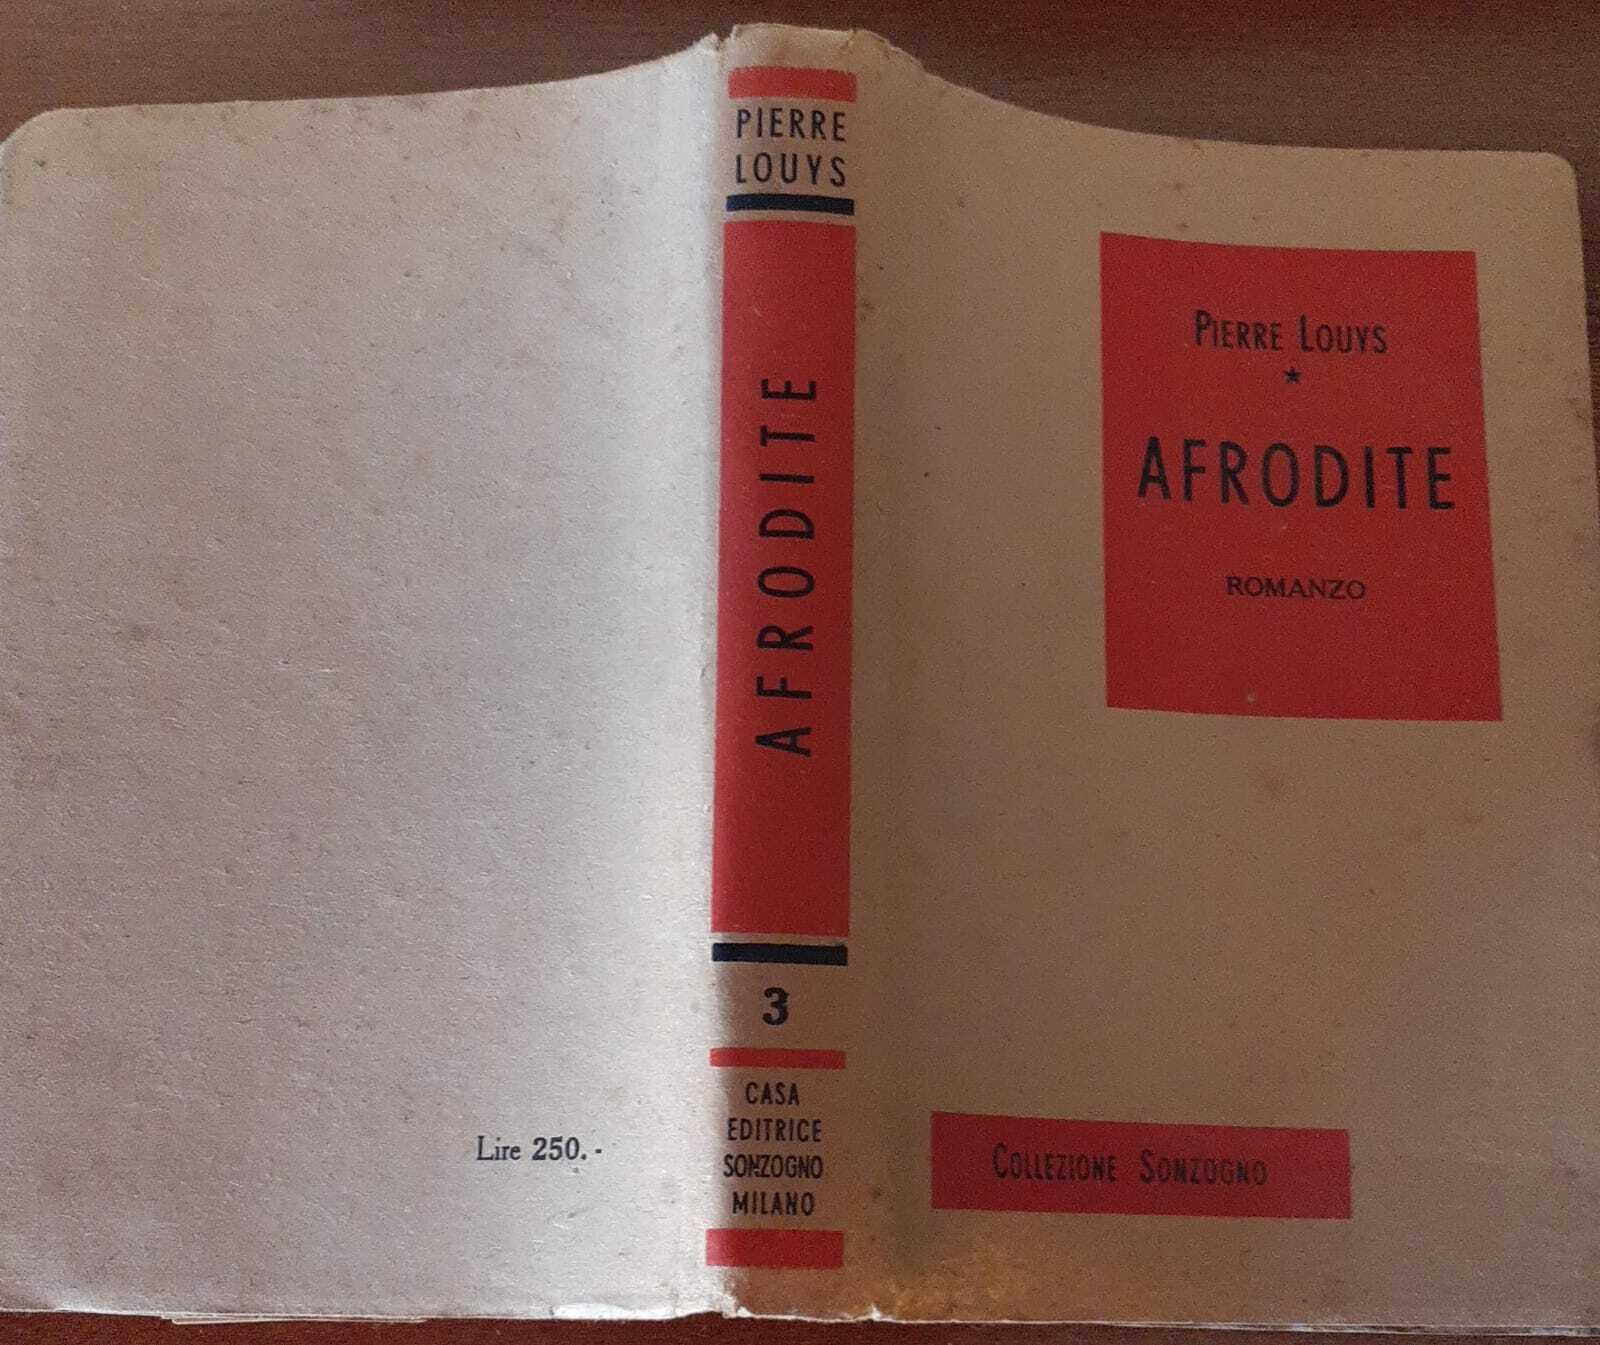 PIERRE
LOUYS
AFRODITE
3
CASA
EDITRICE
SONZOGNO
MILANO
PIERRE LOUYS
★
AFRODITE
ROMANZO
COLLEZIONE SONZOGNO
Lire 250.-